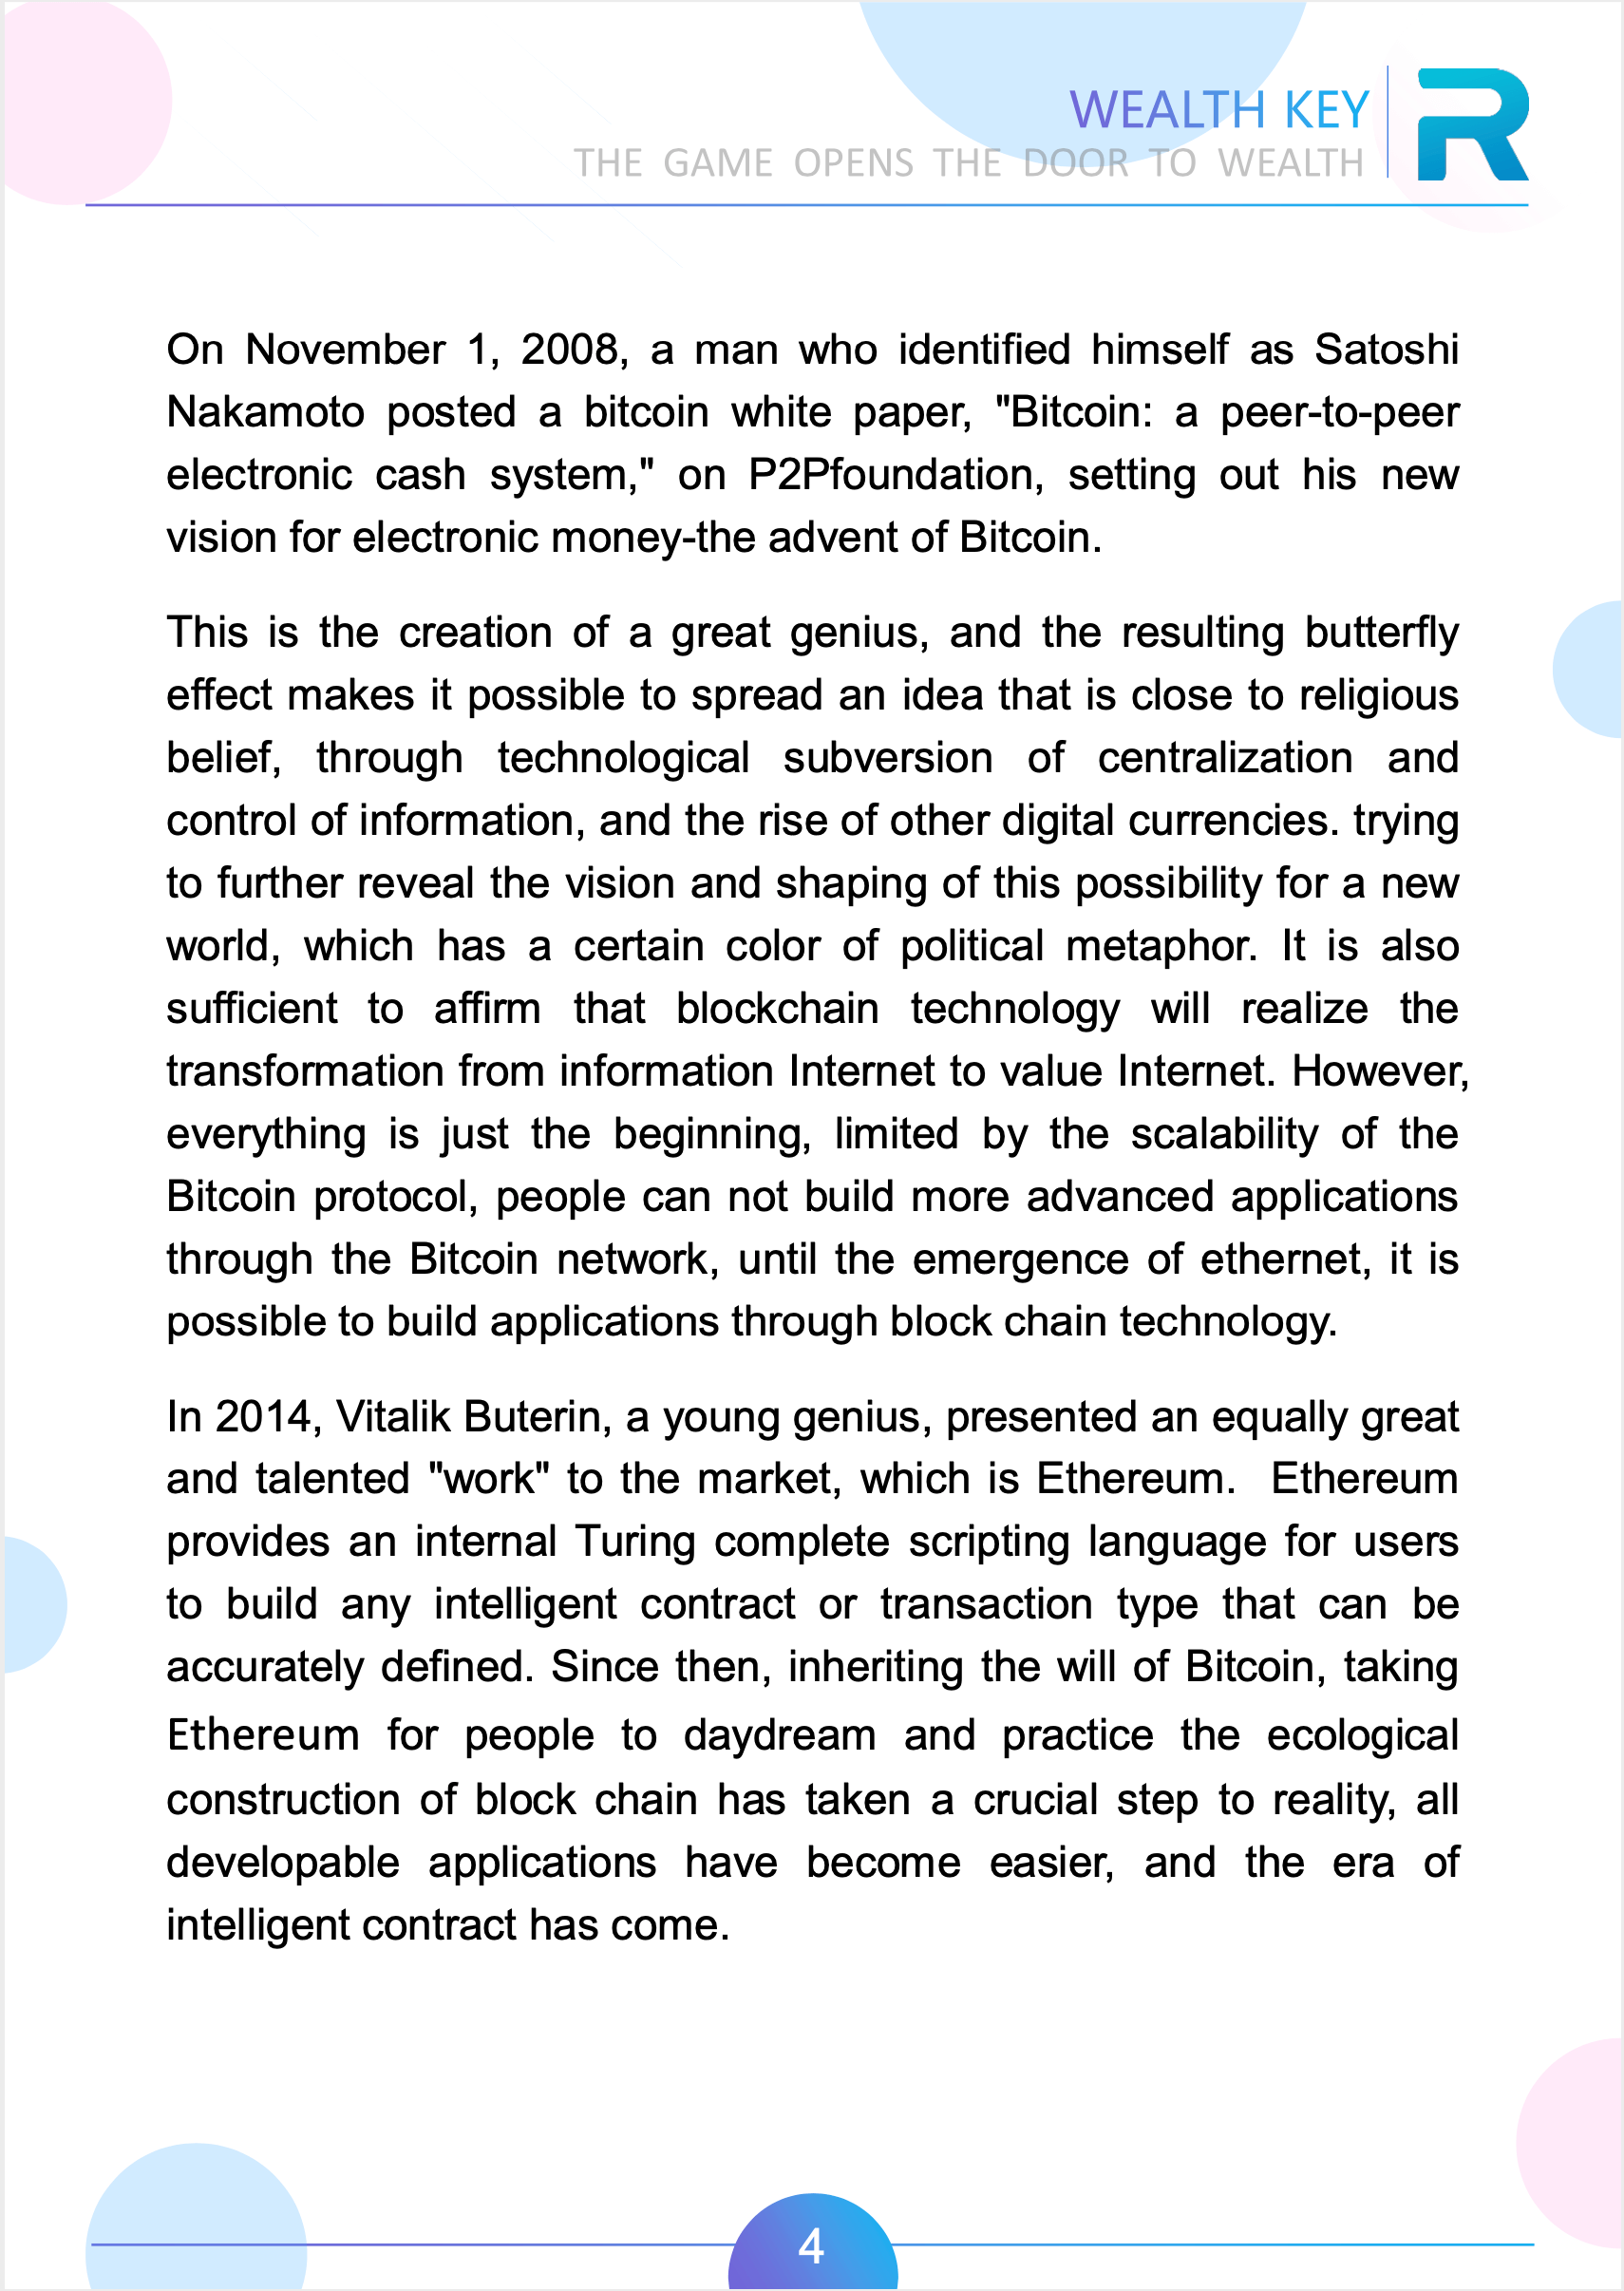 WEALTH KEY
THE GAME OPENS THE DOOR TO WEALTH
R
On November 1, 2008, a man who identified himself as Satoshi
Nakamoto posted a bitcoin white paper, "Bitcoin: a peer-to-peer
electronic cash system," on P2Pfoundation, setting out his new
vision for electronic money-the advent of Bitcoin.
This is the creation of a great genius, and the resulting butterfly
effect makes it possible to spread an idea that is close to religious
belief, through technological subversion of centralization and
control of information, and the rise of other digital currencies. trying
to further reveal the vision and shaping of this possibility for a new
world, which has a certain color of political metaphor. It is also
sufficient to affirm that blockchain technology will realize the
transformation from information Internet to value Internet. However,
everything is just the beginning, limited by the scalability of the
Bitcoin protocol, people can not build more advanced applications
through the Bitcoin network, until the emergence of ethernet, it is
possible to build applications through block chain technology.
In 2014, Vitalik Buterin, a young genius, presented an equally great
and talented "work" to the market, which is Ethereum.  Ethereum
provides an internal Turing complete scripting language for users
to build any intelligent contract or transaction type that can be
accurately defined. Since then, inheriting the will of Bitcoin, taking
Ethereum for people to daydream and practice the ecological
construction of block chain has taken a crucial step to reality, all
developable applications have become easier, and the era of
intelligent contract has come.
4